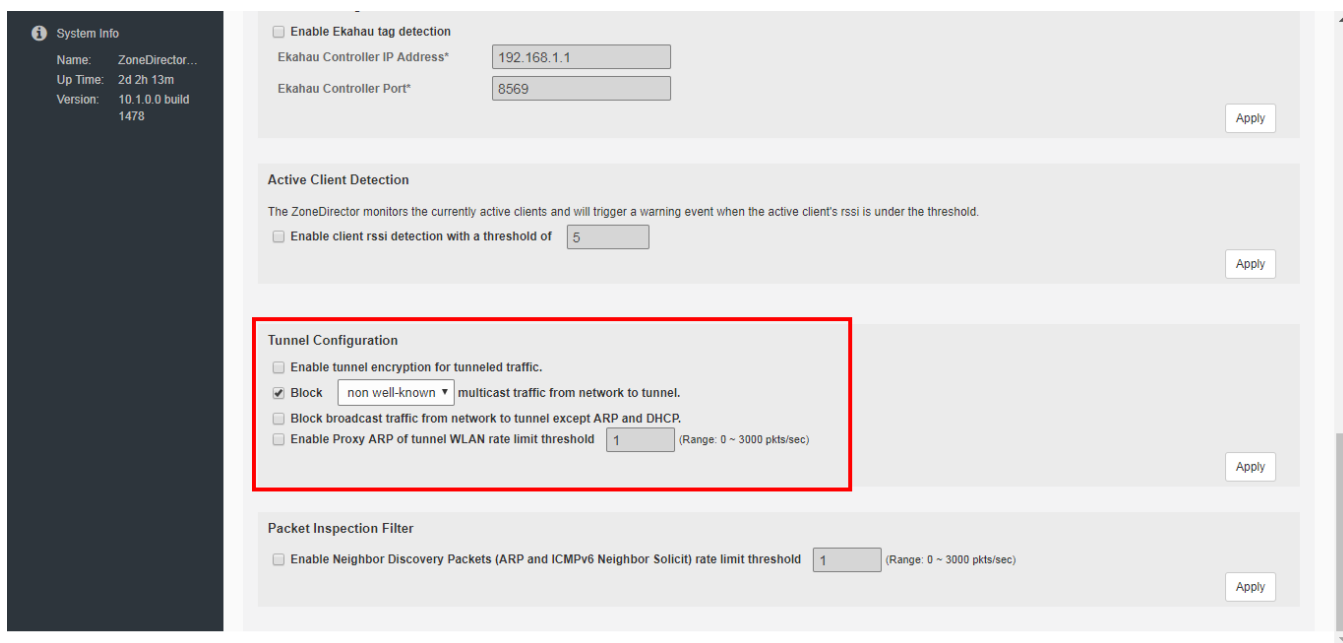 System Info
Name: ZoneDirector...
Up Time: 2d 2h 13m
Version: 10.1.0.0 build
1478
Enable Ekahau tag detection
Ekahau Controller IP Address* 192.168.1.1
Ekahau Controller Port* 8569
Apply
Active Client Detection
The ZoneDirector monitors the currently active clients and will trigger a warning event when the active client's rssi is under the threshold.
Enable client rssi detection with a threshold of 5
Apply
Tunnel Configuration
Enable tunnel encryption for tunneled traffic.
Block non well-known multicast traffic from network to tunnel.
Block broadcast traffic from network to tunnel except ARP and DHCP.
Enable Proxy ARP of tunnel WLAN rate limit threshold 1 (Range: 0 ~ 3000 pkts/sec)
Apply
Packet Inspection Filter
Enable Neighbor Discovery Packets (ARP and ICMPv6 Neighbor Solicit) rate limit threshold 1 (Range: 0 ~ 3000 pkts/sec)
Apply